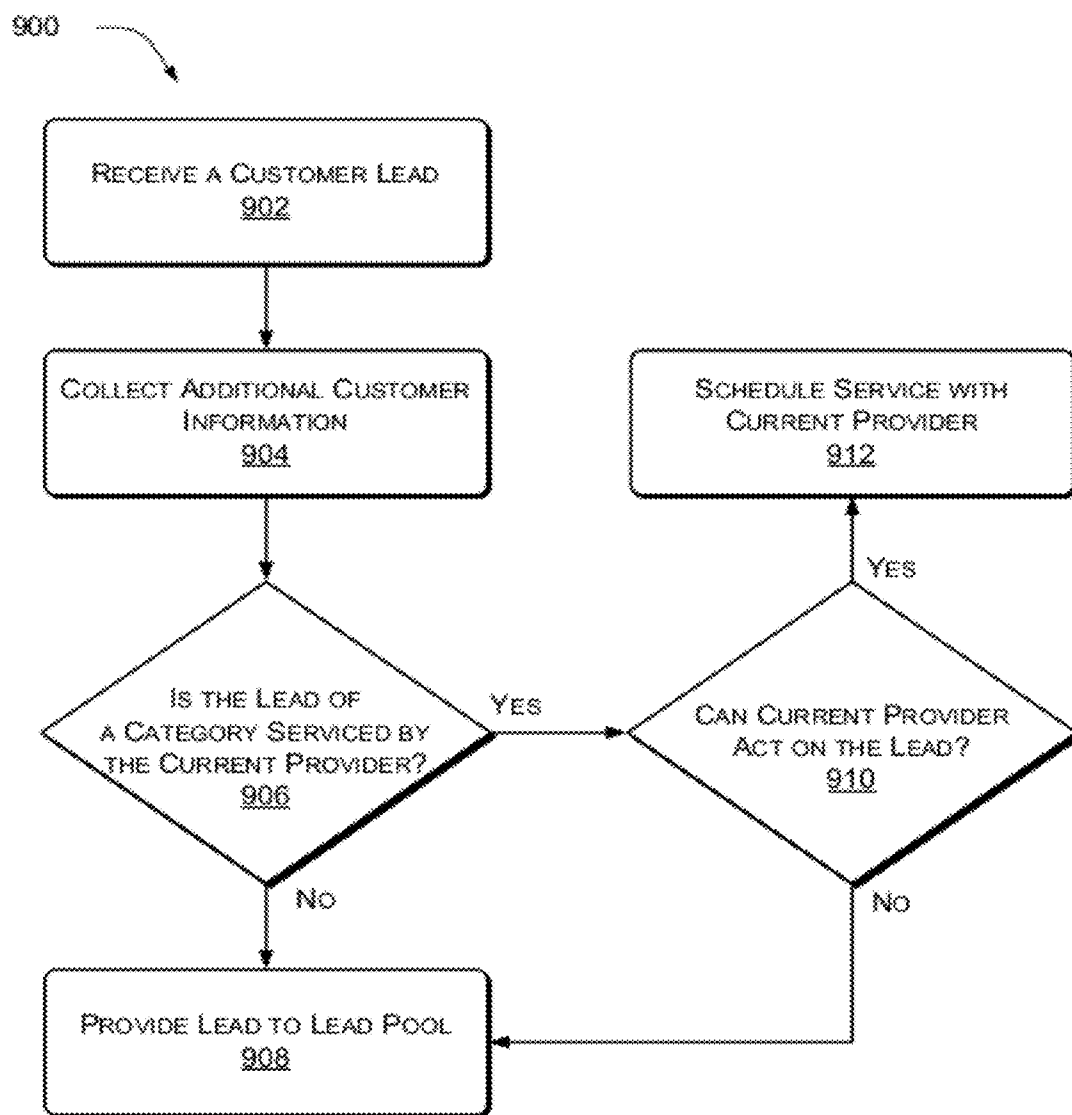 900
RECEIVE A CUSTOMER LEAD
902
COLLECT ADDITIONAL CUSTOMER
INFORMATION
904
SCHEDULE SERVICE WITH
CURRENT PROVIDER
912
YES
IS THE LEAD OF
A CATEGORY SERVICED BY
THE CURRENT PROVIDER?
906
YES
CAN CURRENT PROVIDER
ACT ON THE LEAD?
910
NO
NO
PROVIDE LEAD TO LEAD POOL
908